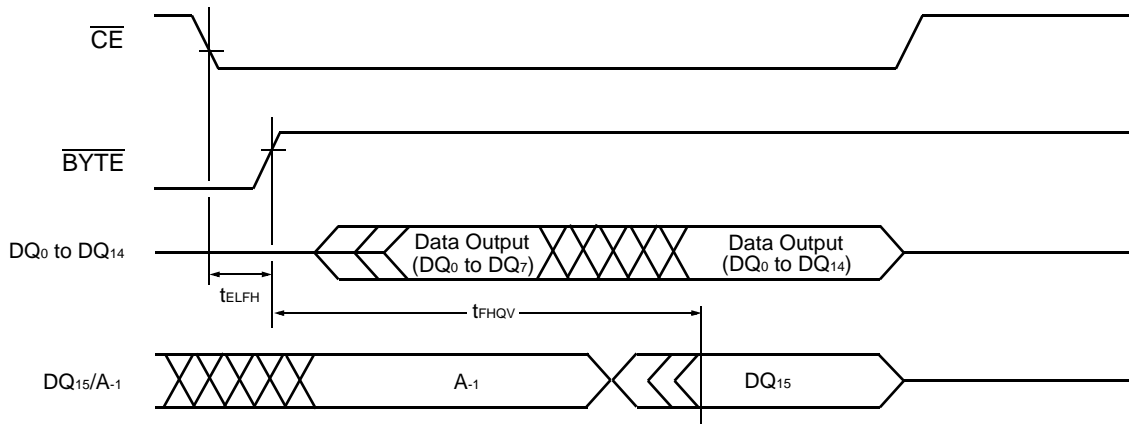 CE
BYTE
DQ0 to DQ14
Data Output
(DQ0 to DQ7)
Data Output
(DQ0 to DQ14)
tELFH
tFHQV
DQ15/A-1
A-1
DQ15